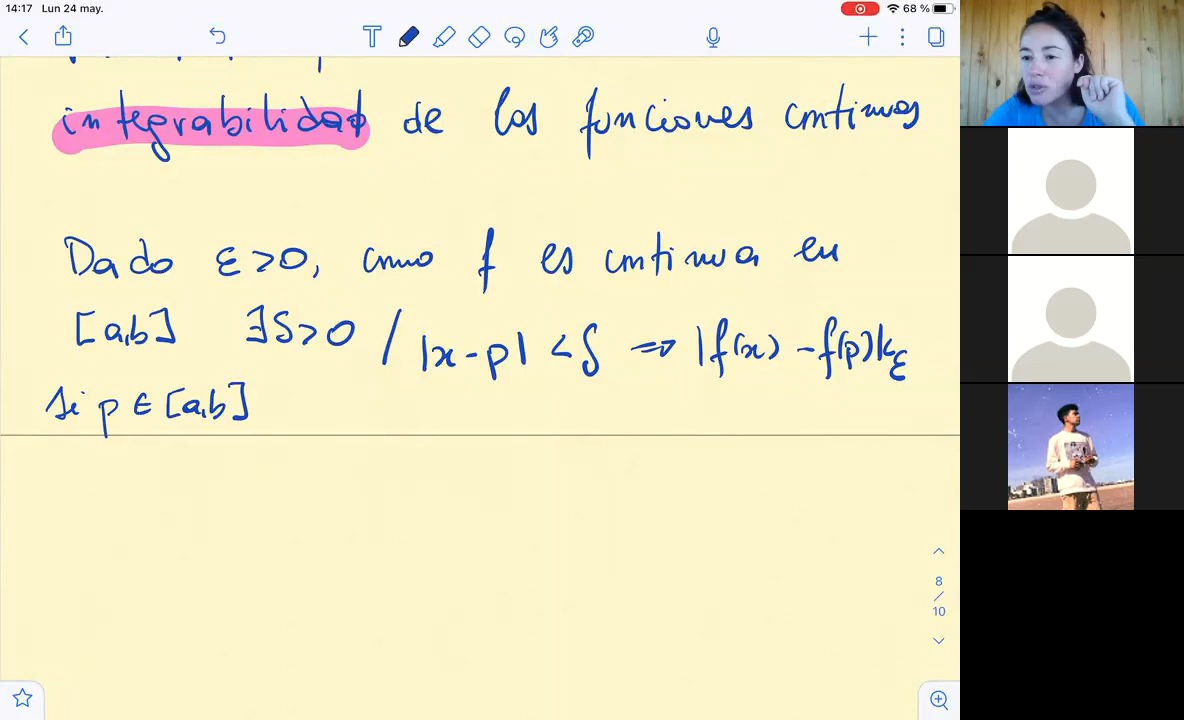 14:17 Lun 24 may. 68 %
integrabilidad de las funciones continuas
Dado ε>0, como f es continua en
[a,b] ∃δ>0 / |x-p| <δ ⇒ |f(x) -f(p)|<ε
si p ∈ [a,b]
8
/
10